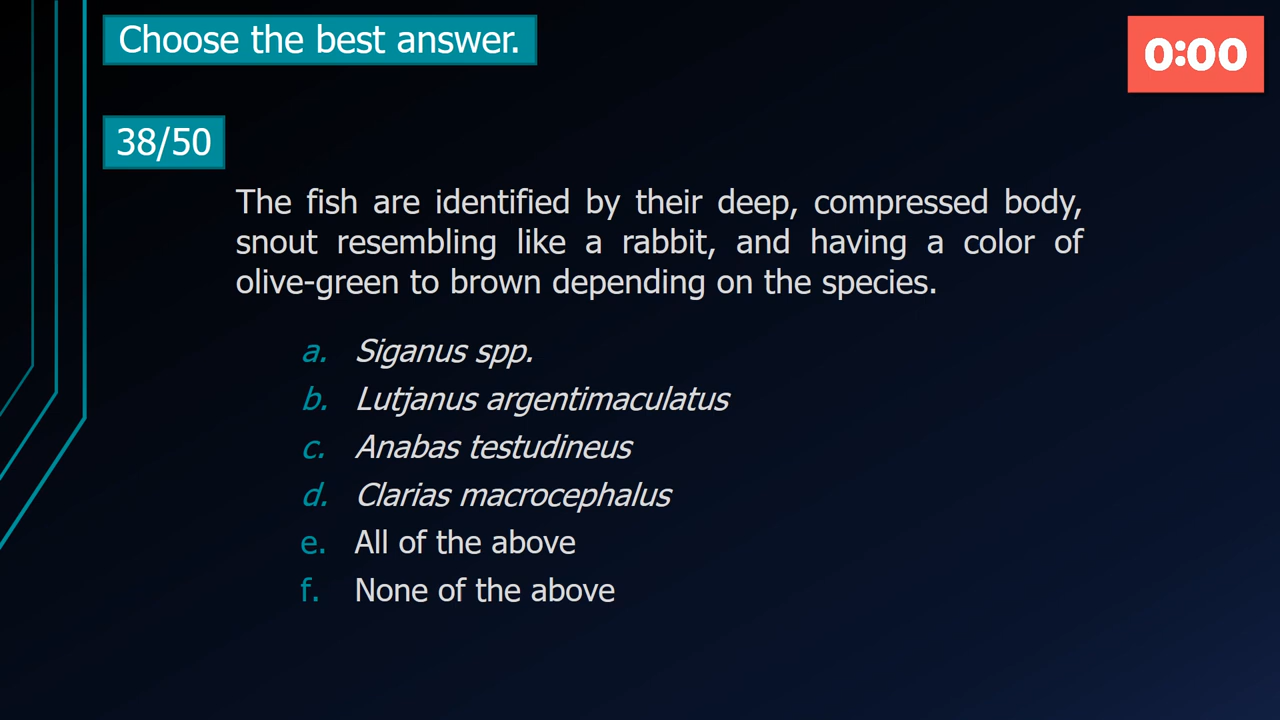 Choose the best answer.
0:00
38/50
The fish are identified by their deep, compressed body,
snout resembling like a rabbit, and having a color of
olive-green to brown depending on the species.
a. Siganus spp.
b. Lutjanus argentimaculatus
c. Anabas testudineus
d. Clarias macrocephalus
e. All of the above
f. None of the above